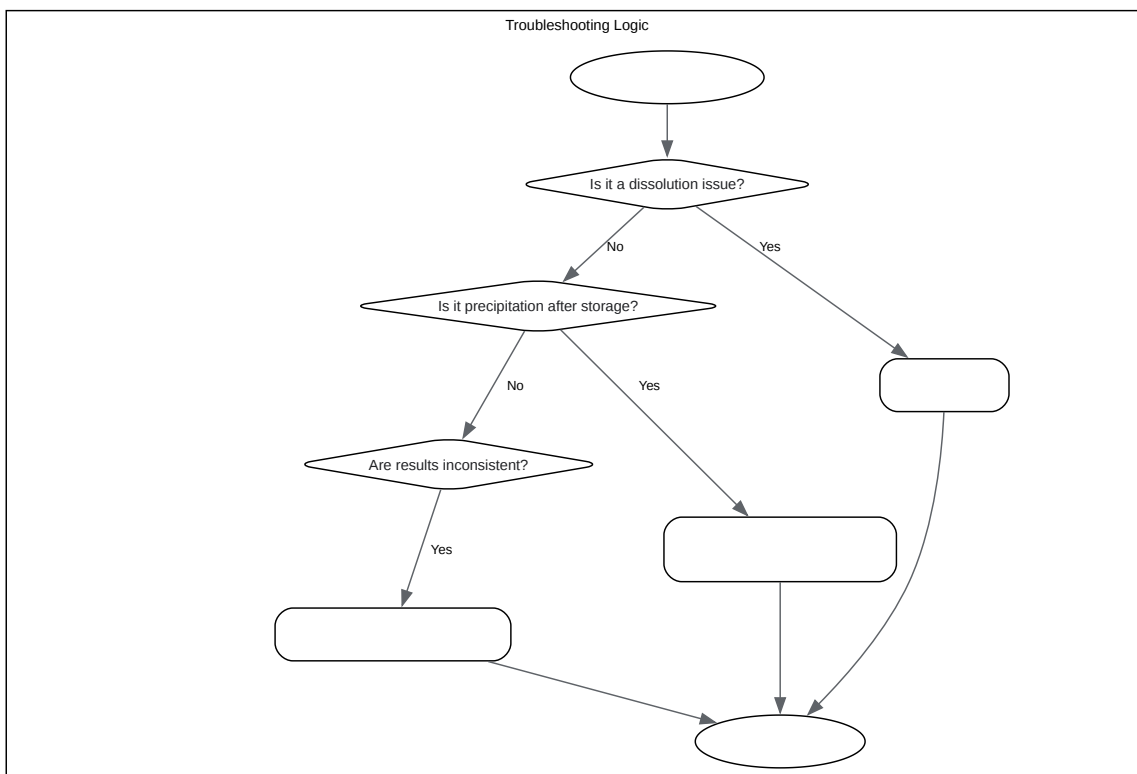 Troubleshooting Logic
Is it a dissolution issue?
No
Yes
Is it precipitation after storage?
No
Yes
Are results inconsistent?
Yes